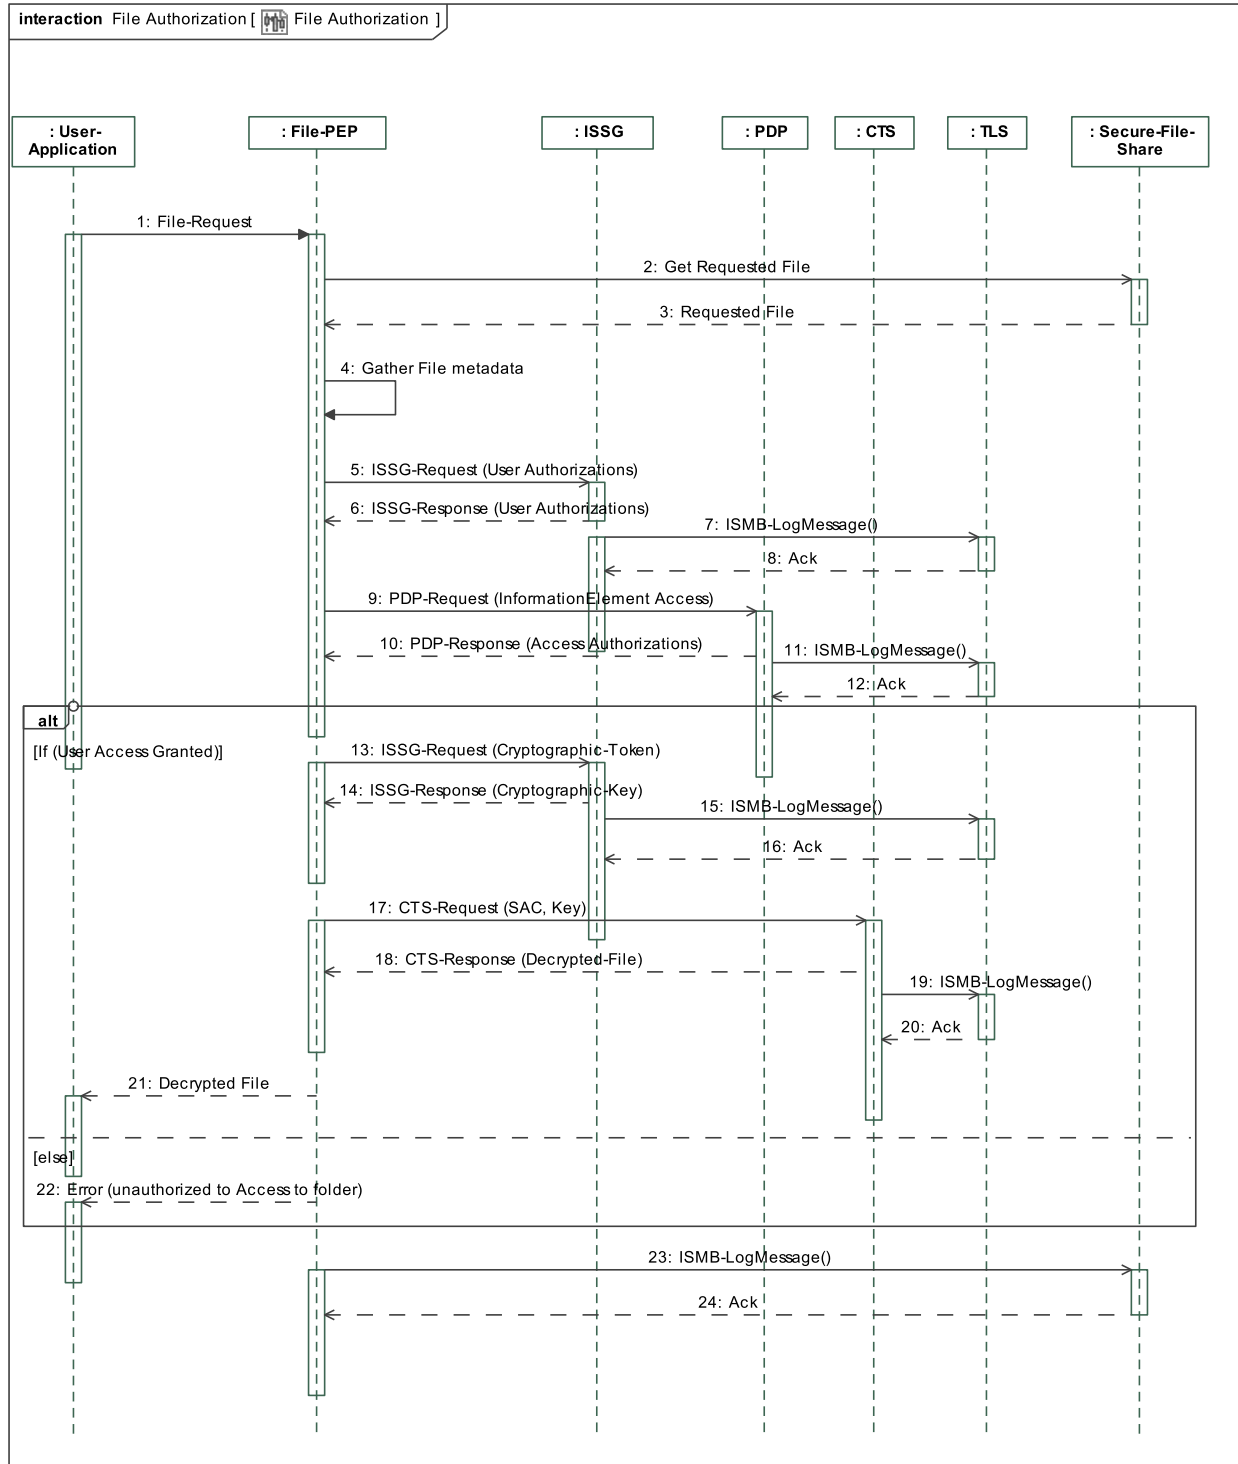 interaction File Authorization [ File Authorization ]
: User-
Application
: File-PEP
: ISSG
: PDP
: CTS
: TLS
: Secure-File-
Share
1: File-Request
2: Get Requested File
3: Requested File
4: Gather File metadata
5: ISSG-Request (User Authorizations)
6: ISSG-Response (User Authorizations)
7: ISMB-LogMessage()
8: Ack
9: PDP-Request (InformationElement Access)
10: PDP-Response (Access Authorizations)
11: ISMB-LogMessage()
12: Ack
alt
[If (User Access Granted)]
13: ISSG-Request (Cryptographic-Token)
14: ISSG-Response (Cryptographic-Key)
15: ISMB-LogMessage()
16: Ack
17: CTS-Request (SAC, Key)
18: CTS-Response (Decrypted-File)
19: ISMB-LogMessage()
20: Ack
21: Decrypted File
[else]
22: Error (unauthorized to Access to folder)
23: ISMB-LogMessage()
24: Ack